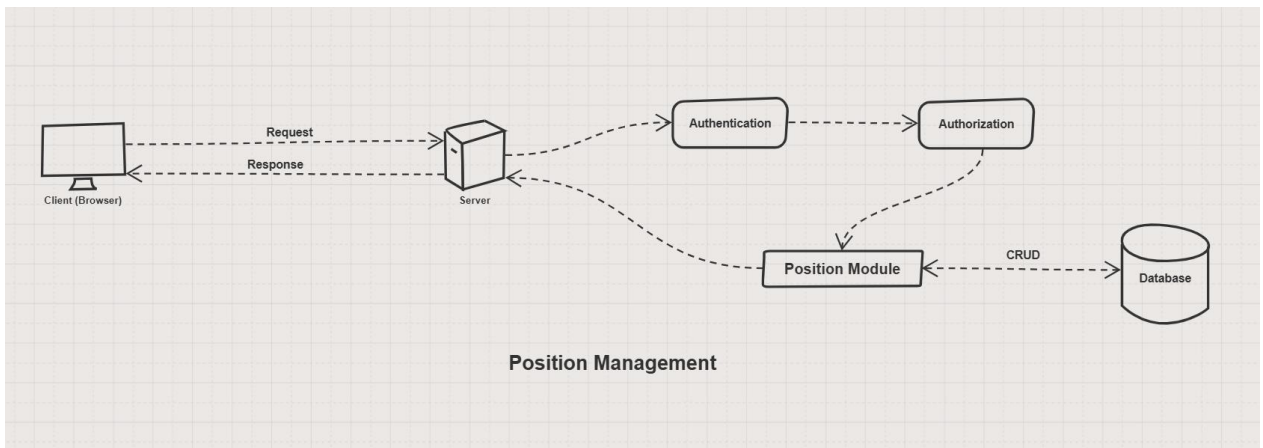 Request
Response
Client (Browser)
Server
Authentication
Authorization
Position Module
CRUD
Database
Position Management